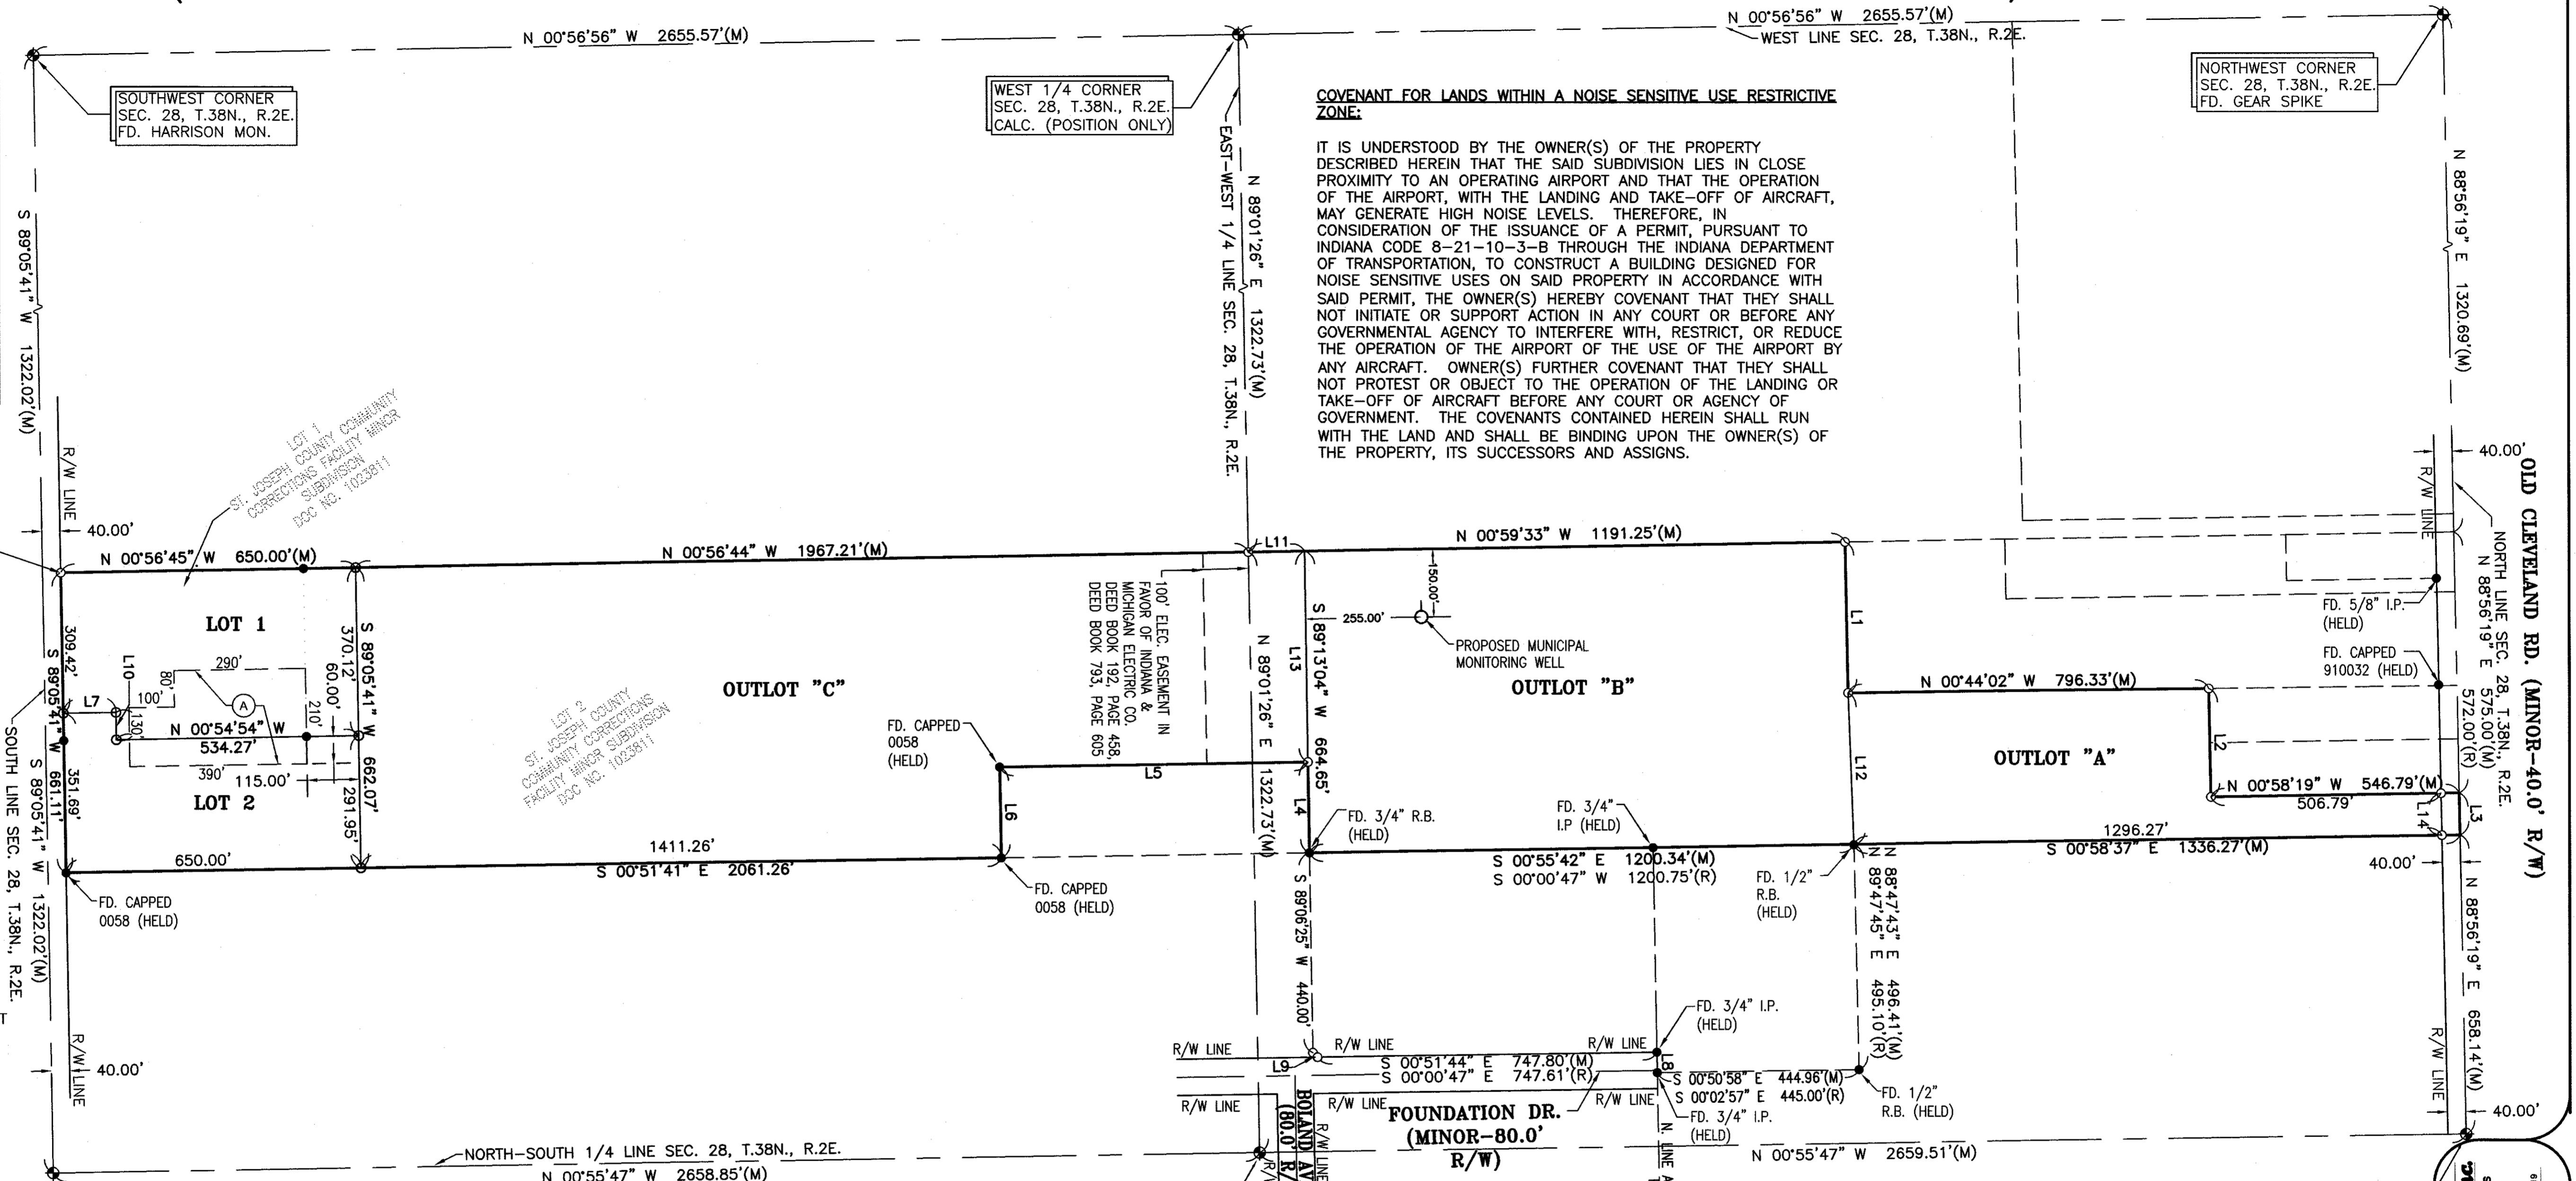 N 00°56'56" W 2655.57'(M)
N 00°56'56" W 2655.57'(M)
WEST LINE SEC. 28, T.38N., R.2E.
SOUTHWEST CORNER
SEC. 28, T.38N., R.2E.
FD. HARRISON MON.
WEST 1/4 CORNER
SEC. 28, T.38N., R.2E.
CALC. (POSITION ONLY)
NORTHWEST CORNER
SEC. 28, T.38N., R.2E.
FD. GEAR SPIKE
COVENANT FOR LANDS WITHIN A NOISE SENSITIVE USE RESTRICTIVE
ZONE:
IT IS UNDERSTOOD BY THE OWNER(S) OF THE PROPERTY
DESCRIBED HEREIN THAT THE SAID SUBDIVISION LIES IN CLOSE
PROXIMITY TO AN OPERATING AIRPORT AND THAT THE OPERATION
OF THE AIRPORT, WITH THE LANDING AND TAKE-OFF OF AIRCRAFT,
MAY GENERATE HIGH NOISE LEVELS. THEREFORE, IN
CONSIDERATION OF THE ISSUANCE OF A PERMIT, PURSUANT TO
INDIANA CODE 8-21-10-3-B THROUGH THE INDIANA DEPARTMENT
OF TRANSPORTATION, TO CONSTRUCT A BUILDING DESIGNED FOR
NOISE SENSITIVE USES ON SAID PROPERTY IN ACCORDANCE WITH
SAID PERMIT, THE OWNER(S) HEREBY COVENANT THAT THEY SHALL
NOT INITIATE OR SUPPORT ACTION IN ANY COURT OR BEFORE ANY
GOVERNMENTAL AGENCY TO INTERFERE WITH, RESTRICT, OR REDUCE
THE OPERATION OF THE AIRPORT OF THE USE OF THE AIRPORT BY
ANY AIRCRAFT. OWNER(S) FURTHER COVENANT THAT THEY SHALL
NOT PROTEST OR OBJECT TO THE OPERATION OF THE LANDING OR
TAKE-OFF OF AIRCRAFT BEFORE ANY COURT OR AGENCY OF
GOVERNMENT. THE COVENANTS CONTAINED HEREIN SHALL RUN
WITH THE LAND AND SHALL BE BINDING UPON THE OWNER(S) OF
THE PROPERTY, ITS SUCCESSORS AND ASSIGNS.
S 89°05'41" W 1322.02'(M)
EAST-WEST 1/4 LINE SEC. 28, T.38N., R.2E.
N 89°01'26" E 1322.73'(M)
N 88°56'19" E 1320.69'(M)
R/W LINE
40.00'
LOT 1
ST. JOSEPH COUNTY COMMUNITY
CORRECTIONS FACILITY MINOR
SUBDIVISION
DOC NO. 1023811
40.00'
R/W LINE
OLD CLEVELAND RD. (MINOR-40.0' R/W)
NORTH LINE SEC. 28, T.38N., R.2E.
N 88°56'19" E 575.00'(M)
572.00'(R)
N 00°56'45" W 650.00'(M)
N 00°56'44" W 1967.21'(M)
L11
N 00°59'33" W 1191.25'(M)
150.00'
255.00'
PROPOSED MUNICIPAL
MONITORING WELL
L1
FD. 5/8" I.P.
(HELD)
FD. CAPPED
910032 (HELD)
LOT 1
309.42'
S 89°05'41" W 661.11'
351.69'
L7
L10
100'
80'
290'
A
130'
210'
60.00'
370.12'
S 89°05'41" W 662.07'
291.95'
N 00°54'54" W
534.27'
390'
115.00'
LOT 2
SOUTH LINE SEC. 28, T.38N., R.2E.
S 89°05'41" W 1322.02'(M)
OUTLOT "C"
LOT 2
ST. JOSEPH COUNTY
COMMUNITY CORRECTIONS
FACILITY MINOR SUBDIVISION
DOC NO. 1023811
FD. CAPPED
0058
(HELD)
100' ELEC. EASEMENT IN
FAVOR OF INDIANA &
MICHIGAN ELECTRIC CO.
DEED BOOK 192, PAGE 458,
DEED BOOK 793, PAGE 605
N 89°01'26" E 1322.73'(M)
S 89°13'04" W 664.65'
L13
L5
L4
L6
OUTLOT "B"
N 00°44'02" W 796.33'(M)
L2
OUTLOT "A"
L12
N 00°58'19" W 546.79'(M)
506.79'
L14
L3
FD. 3/4" R.B.
(HELD)
FD. 3/4"
I.P (HELD)
650.00'
1411.26'
S 00°51'41" E 2061.26'
S 00°55'42" E 1200.34'(M)
S 00°00'47" W 1200.75'(R)
1296.27'
S 00°58'37" E 1336.27'(M)
40.00'
FD. CAPPED
0058 (HELD)
FD. CAPPED
0058 (HELD)
FD. 1/2"
R.B.
(HELD)
N 88°47'43" E 496.41'(M)
N 89°47'45" E 495.10'(R)
N 88°56'19" E 658.14'(M)
S 89°06'25" W 440.00'
FD. 3/4" I.P.
(HELD)
R/W LINE
40.00'
R/W LINE
R/W LINE
L9
S 00°51'44" E 747.80'(M)
S 00°00'47" E 747.61'(R)
R/W LINE
L8
S 00°50'58" E 444.96'(M)
S 00°02'57" E 445.00'(R)
FD. 1/2"
R.B. (HELD)
R/W LINE
40.00'
R/W LINE
R/W LINE
R/W LINE
FD. 3/4" I.P.
(HELD)
FOUNDATION DR.
(MINOR-80.0'
R/W)
BOLAND AV
(80.0' R/
R/W LINE
N. LINE A
NORTH-SOUTH 1/4 LINE SEC. 28, T.38N., R.2E.
N 00°55'47" W 2658.85'(M)
N 00°55'47" W 2659.51'(M)